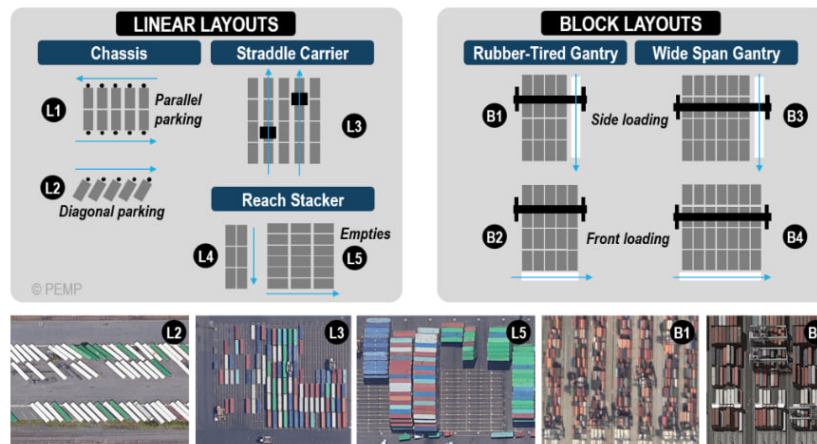 LINEAR LAYOUTS
Chassis
Straddle Carrier
L1
Parallel
parking
L2
Diagonal parking
L3
Reach Stacker
L4
Empties
L5
© PEMP
BLOCK LAYOUTS
Rubber-Tired Gantry
Wide Span Gantry
B1
Side loading
B3
B2
Front loading
B4
L2
L3
L5
B1